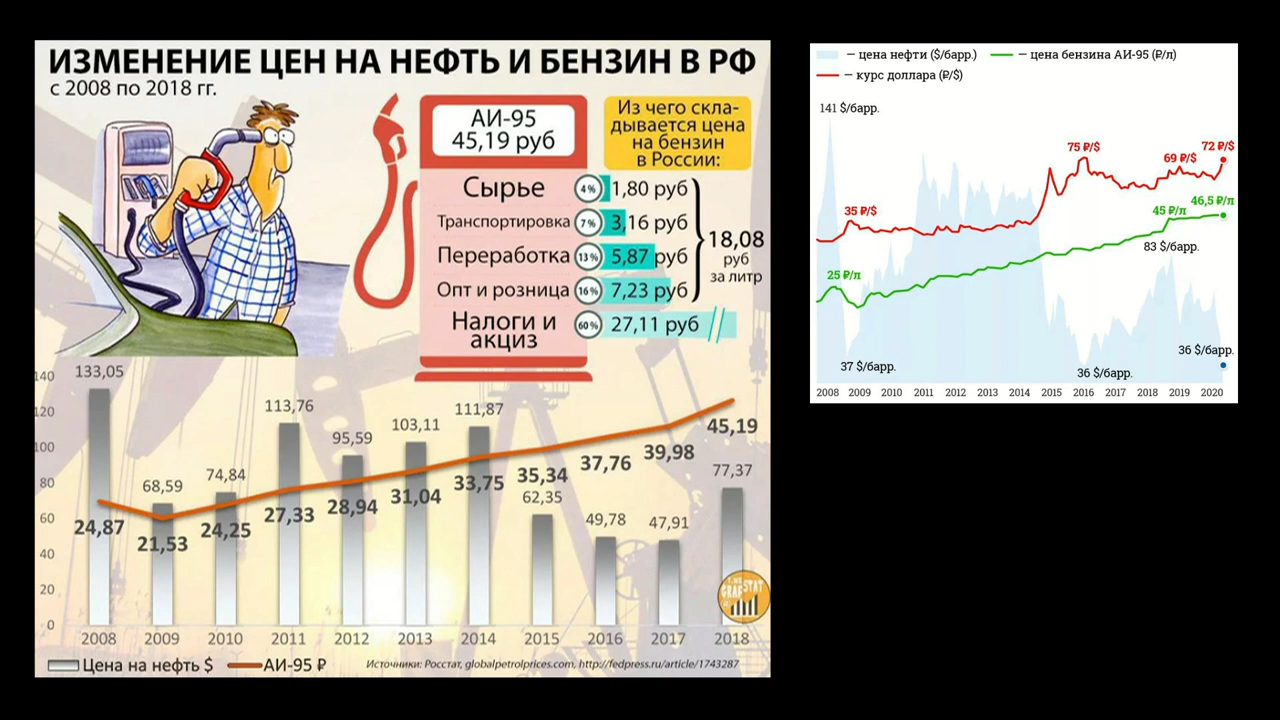 ИЗМЕНЕНИЕ ЦЕН НА НЕФТЬ И БЕНЗИН В РФ
с 2008 по 2018 гг.
АИ-95
45,19 руб
Из чего скла-
дывается цена
на бензин
в России:
Сырье 4% 1,80 руб
Транспортировка 7% 3,16 руб
Переработка 13% 5,87 руб
Опт и розница 16% 7,23 руб
18,08
руб
за литр
Налоги и
акциз
60% 27,11 руб
140
120
100
80
60
40
20
0
133,05
68,59
74,84
113,76
95,59
103,11
111,87
62,35
49,78
47,91
77,37
24,87
21,53
24,25
27,33
28,94
31,04
33,75
35,34
37,76
39,98
45,19
2008 2009 2010 2011 2012 2013 2014 2015 2016 2017 2018
Цена на нефть $ АИ-95 ₽
Источники: Росстат, globalpetrolprices.com, http://fedpress.ru/article/1743287
— цена нефти ($/барр.) — цена бензина АИ-95 (₽/л)
— курс доллара (₽/$)
141 $/барр.
75 ₽/$
72 ₽/$
69 ₽/$
35 ₽/$
46,5 ₽/л
45 ₽/л
83 $/барр.
25 ₽/л
36 $/барр.
37 $/барр.
36 $/барр.
2008 2009 2010 2011 2012 2013 2014 2015 2016 2017 2018 2019 2020